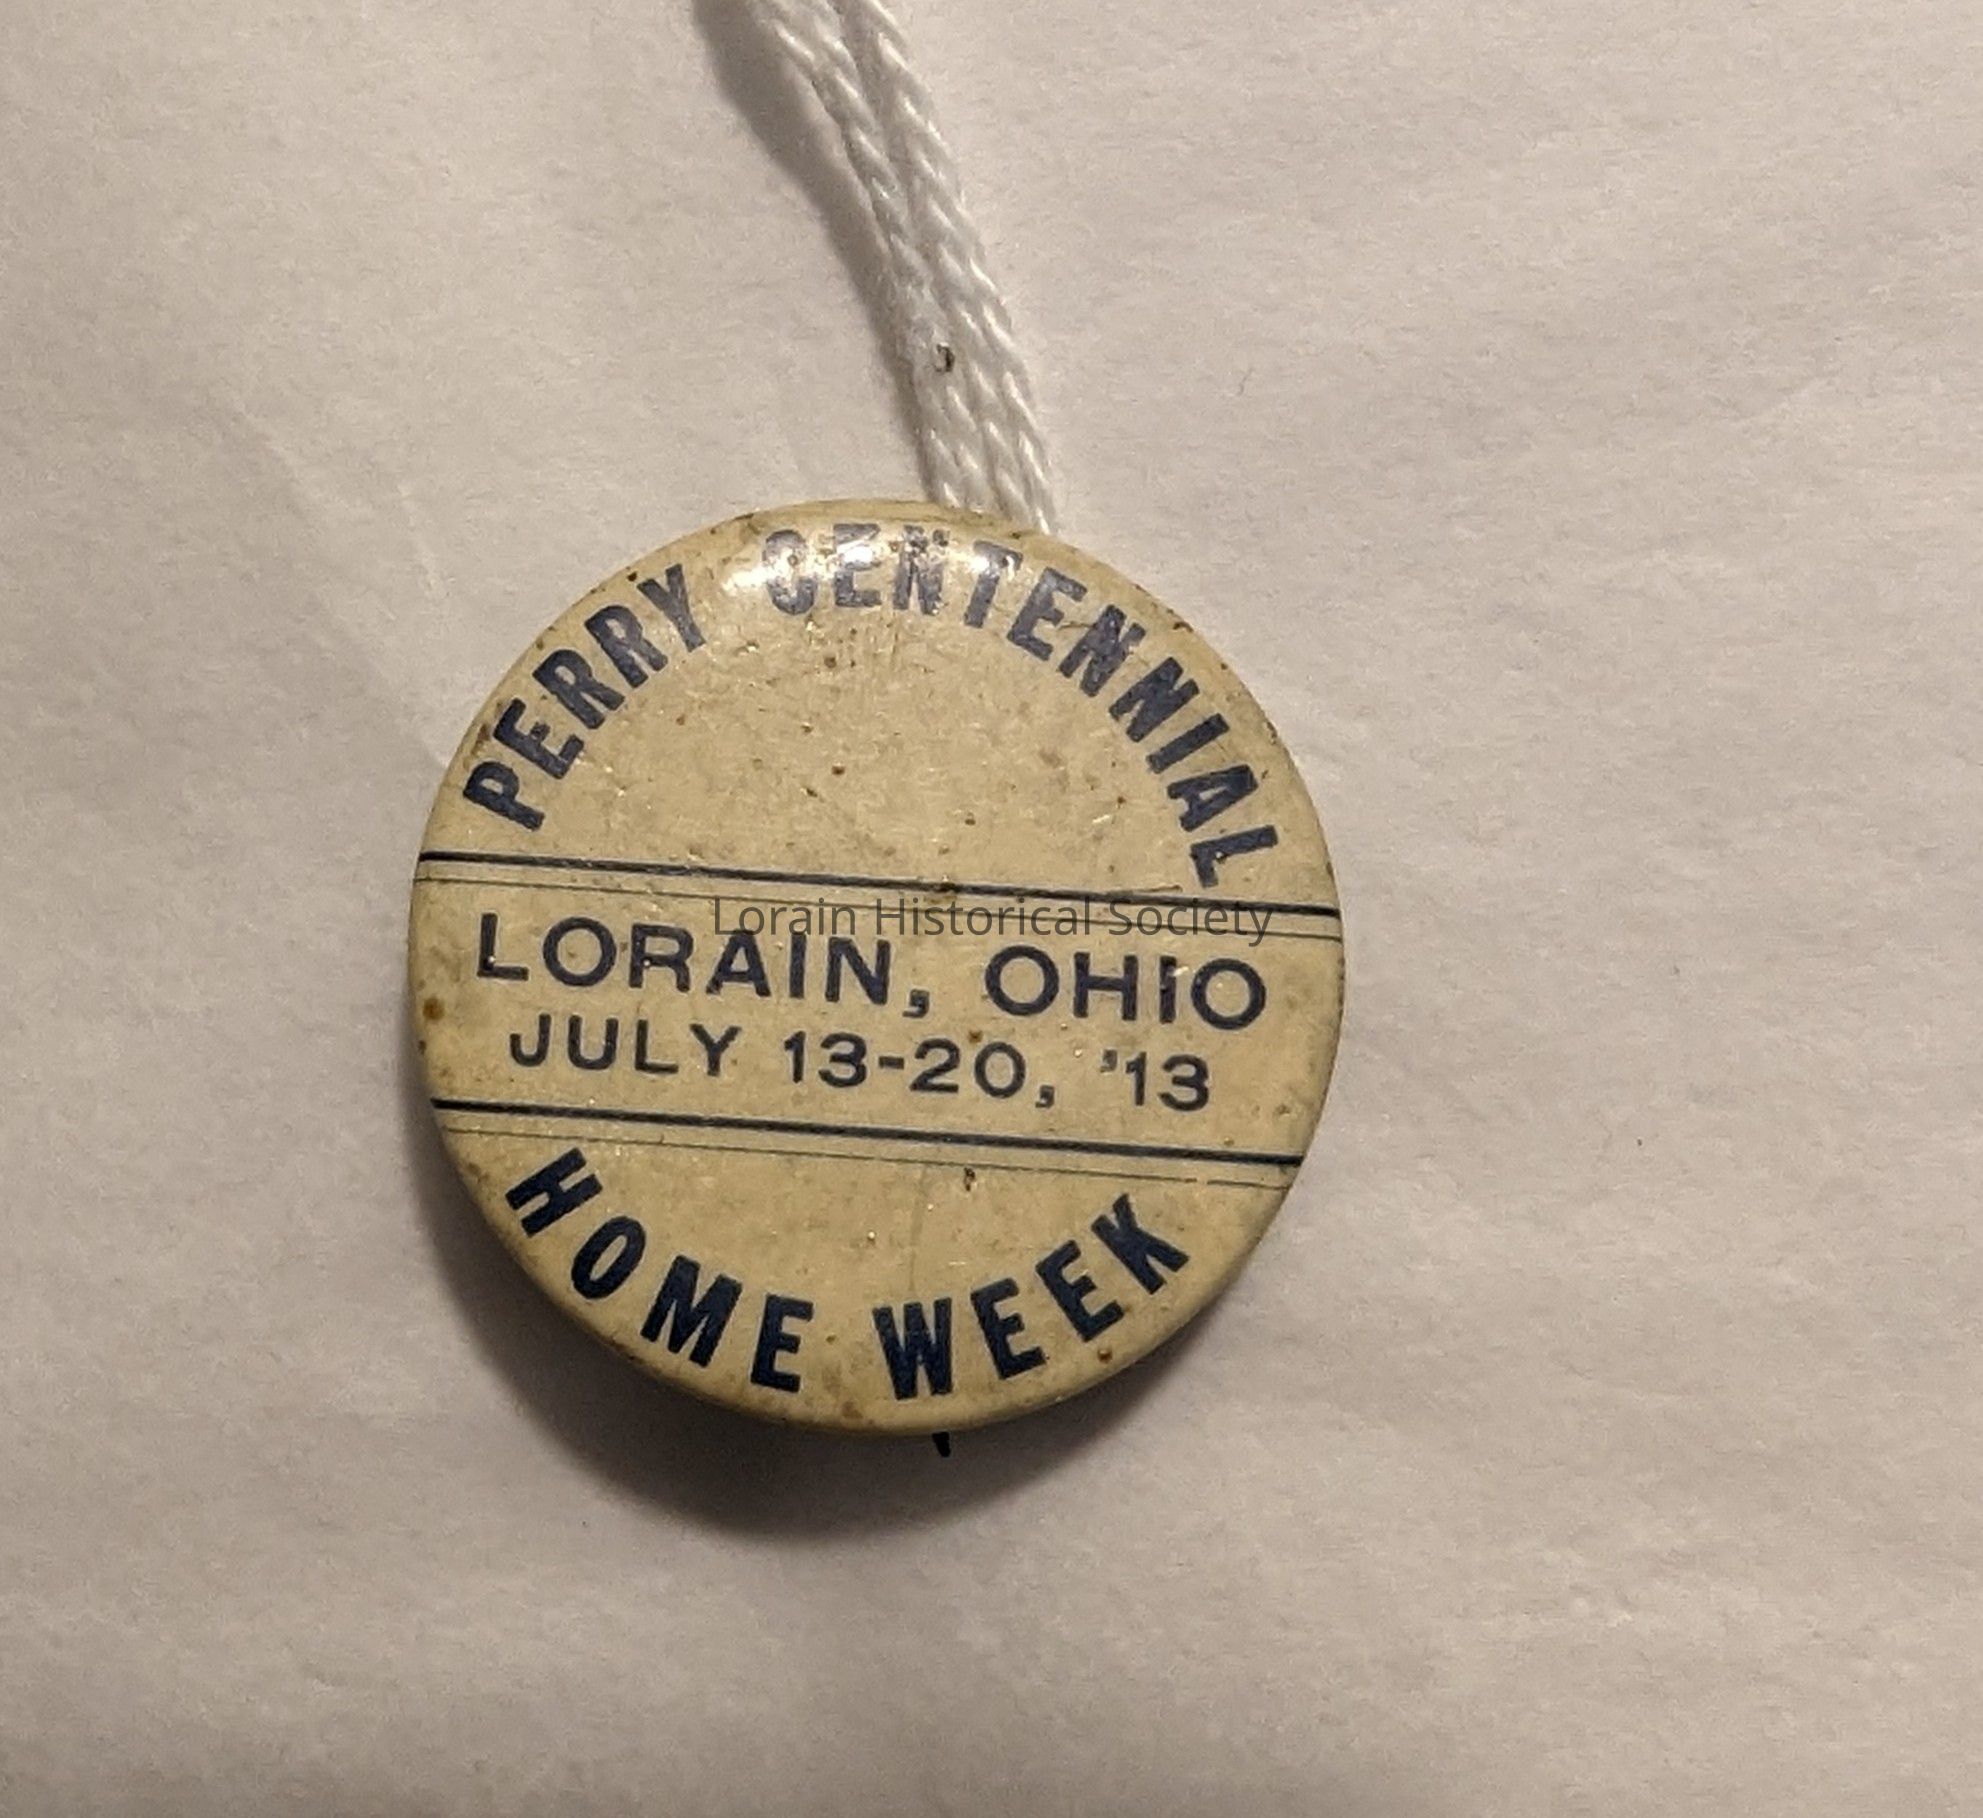 PERRY CENTENNIAL
Lorain Historical Society
LORAIN, OHIO
JULY 13-20, '13
HOME WEEK